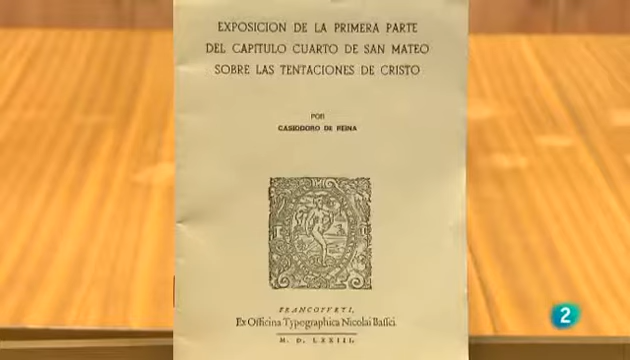 EXPOSICION DE LA PRIMERA PARTE
DEL CAPITULO CUARTO DE SAN MATEO
SOBRE LAS TENTACIONES DE CRISTO
POR
CASIODORO DE REINA
FRANCOFVRTI,
Ex Officina Typographica Nicolai Bassei
M. D. LXXIII.
2